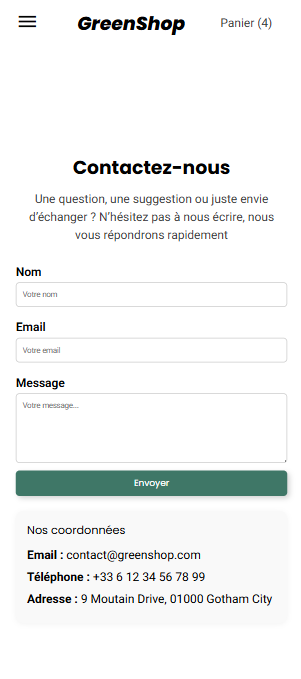 GreenShop
Panier (4)
Contactez-nous
Une question, une suggestion ou juste envie
d’échanger ? N’hésitez pas à nous écrire, nous
vous répondrons rapidement
Nom
Votre nom
Email
Votre email
Message
Votre message...
Envoyer
Nos coordonnées
Email : contact@greenshop.com
Téléphone : +33 6 12 34 56 78 99
Adresse : 9 Moutain Drive, 01000 Gotham City